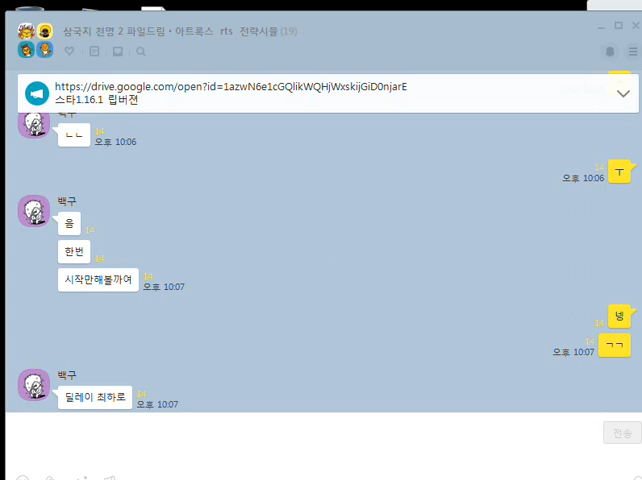 삼국지 천명 2 파일드림 • 아트록스 rts 전략시뮬 (19)
https://drive.google.com/open?id=1azwN6e1cGQlikWQHjWxskijGiD0njarE
스타1.16.1 립버젼
백구
ㄴㄴ
14
오후 10:06
14
오후 10:06
ㅜ
백구
음
14
한번
14
시작만해볼까여
14
오후 10:07
넹
14
ㄱㄱ
14
오후 10:07
백구
딜레이 최하로
14
오후 10:07
전송